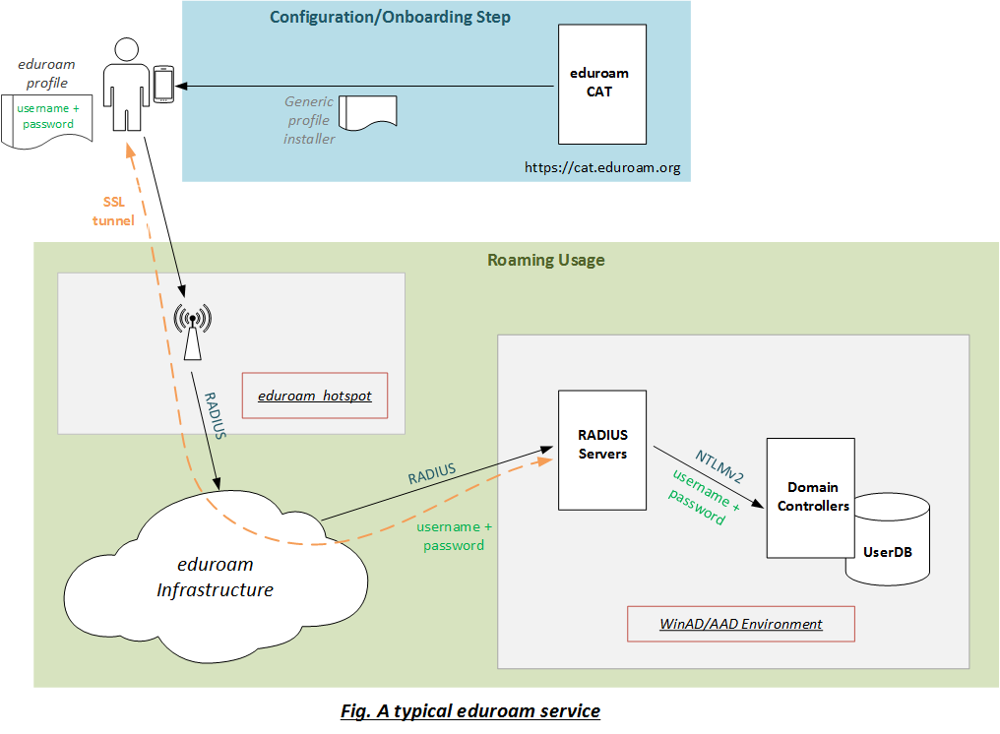 Configuration/Onboarding Step
eduroam
profile
username +
password
eduroam
CAT
Generic
profile
installer
https://cat.eduroam.org
SSL
tunnel
Roaming Usage
eduroam hotspot
RADIUS
RADIUS
username +
password
RADIUS
Servers
NTLMv2
username +
password
Domain
Controllers
UserDB
eduroam
Infrastructure
WinAD/AAD Environment
Fig. A typical eduroam service